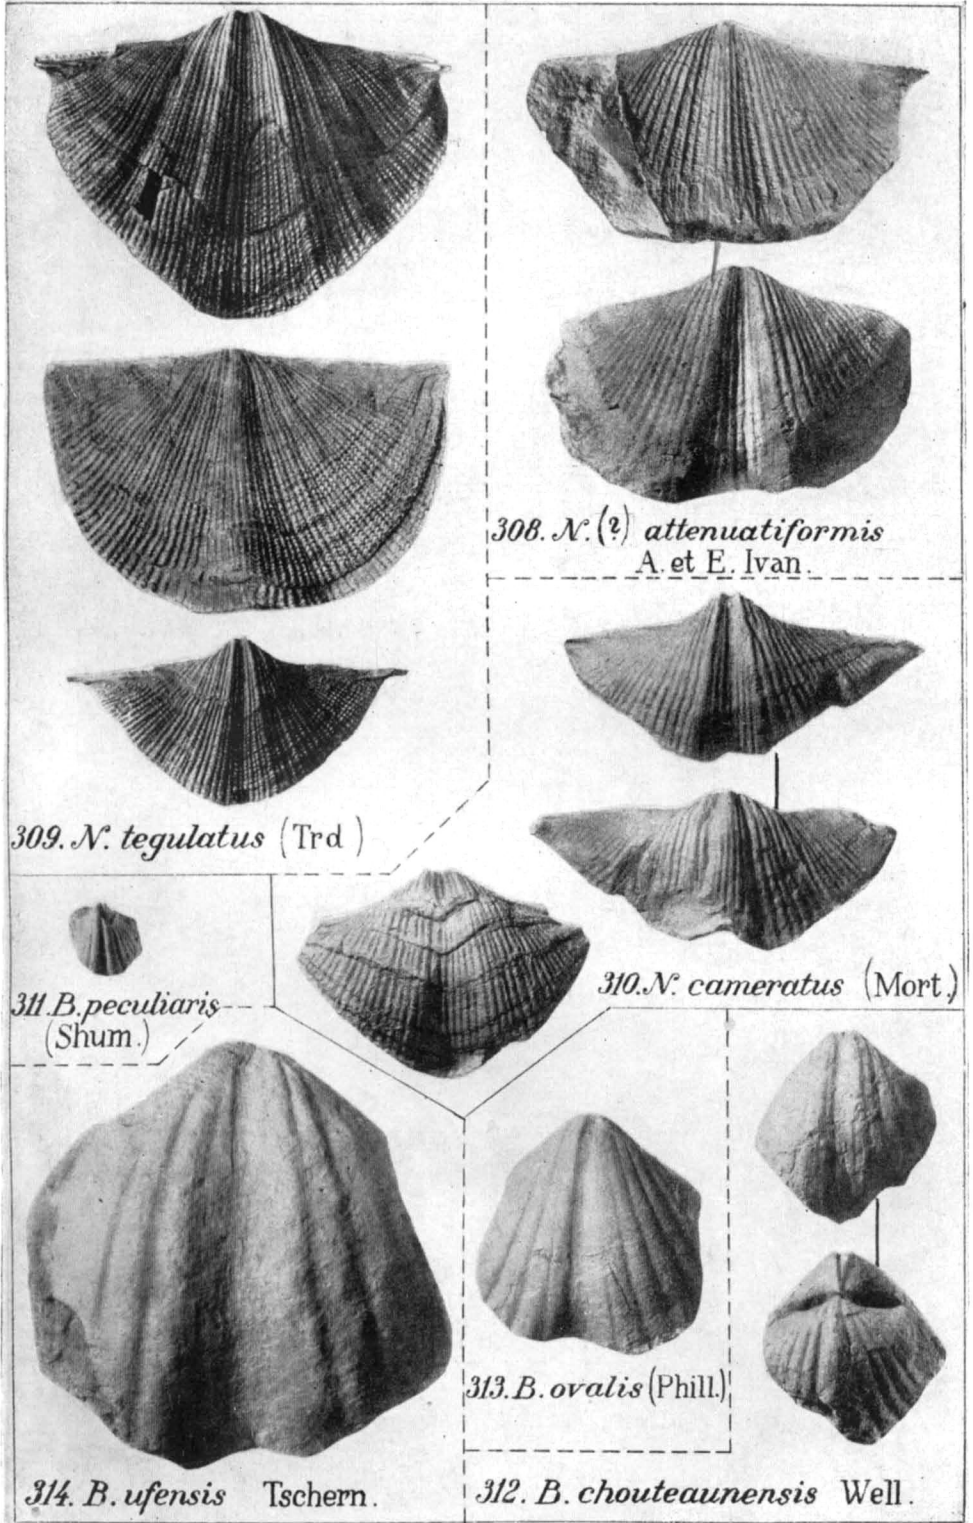 308. N. (?) attenuatiformis
A. et E. Ivan.
309. N. tegulatus (Trd)
310. N. cameratus (Mort.)
311. B. peculiaris
(Shum.)
313. B. ovalis (Phill.)
314. B. ufensis Tschern.
312. B. chouteaunensis Well.